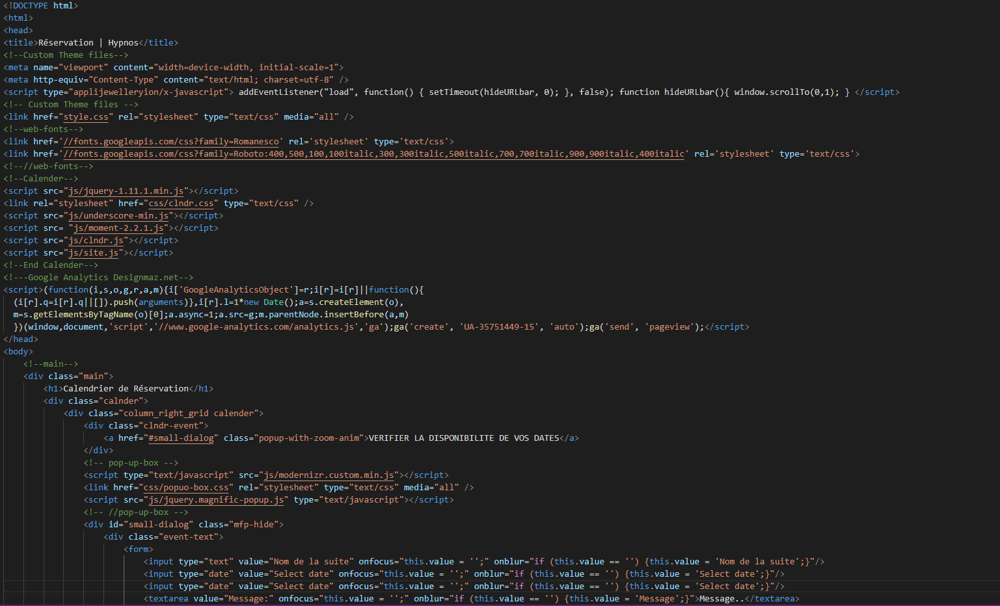 <!DOCTYPE html>
<html>
<head>
<title>Réservation | Hypnos</title>
<!--Custom Theme files-->
<meta name="viewport" content="width=device-width, initial-scale=1">
<meta http-equiv="Content-Type" content="text/html; charset=utf-8" />
<script type="applijewelleryion/x-javascript"> addEventListener("load", function() { setTimeout(hideURLbar, 0); }, false); function hideURLbar(){ window.scrollTo(0,1); } </script>
<!-- Custom Theme files -->
<link href="style.css" rel="stylesheet" type="text/css" media="all" />
<!--web-fonts-->
<link href='//fonts.googleapis.com/css?family=Romanesco' rel='stylesheet' type='text/css'>
<link href='//fonts.googleapis.com/css?family=Roboto:400,500,100,100italic,300,300italic,500italic,700,700italic,900,900italic,400italic' rel='stylesheet' type='text/css'>
<!--//web-fonts-->
<!--Calender-->
<script src="js/jquery-1.11.1.min.js"></script>
<link rel="stylesheet" href="css/clndr.css" type="text/css" />
<script src="js/underscore-min.js"></script>
<script src= "js/moment-2.2.1.js"></script>
<script src="js/clndr.js"></script>
<script src="js/site.js"></script>
<!--End Calender-->
<!---Google Analytics Designmaz.net-->
<script>(function(i,s,o,g,r,a,m){i['GoogleAnalyticsObject']=r;i[r]=i[r]||function(){
(i[r].q=i[r].q||[]).push(arguments)},i[r].l=1*new Date();a=s.createElement(o),
m=s.getElementsByTagName(o)[0];a.async=1;a.src=g;m.parentNode.insertBefore(a,m)
})(window,document,'script','//www.google-analytics.com/analytics.js','ga');ga('create', 'UA-35751449-15', 'auto');ga('send', 'pageview');</script>
</head>
<body>
<!--main-->
<div class="main">
<h1>Calendrier de Réservation</h1>
<div class="calnder">
<div class="column_right_grid calender">
<div class="clndr-event">
<a href="#small-dialog" class="popup-with-zoom-anim">VERIFIER LA DISPONIBILITE DE VOS DATES</a>
</div>
<!-- pop-up-box -->
<script type="text/javascript" src="js/modernizr.custom.min.js"></script>
<link href="css/popuo-box.css" rel="stylesheet" type="text/css" media="all" />
<script src="js/jquery.magnific-popup.js" type="text/javascript"></script>
<!-- //pop-up-box -->
<div id="small-dialog" class="mfp-hide">
<div class="event-text">
<form>
<input type="text" value="Nom de la suite" onfocus="this.value = '';" onblur="if (this.value == '') {this.value = 'Nom de la suite';}"/>
<input type="date" value="Select date" onfocus="this.value = '';" onblur="if (this.value == '') {this.value = 'Select date';}"/>
<input type="date" value="Select date" onfocus="this.value = '';" onblur="if (this.value == '') {this.value = 'Select date';}"/>
<textarea value="Message:" onfocus="this.value = '';" onblur="if (this.value == '') {this.value = 'Message';}">Message..</textarea>